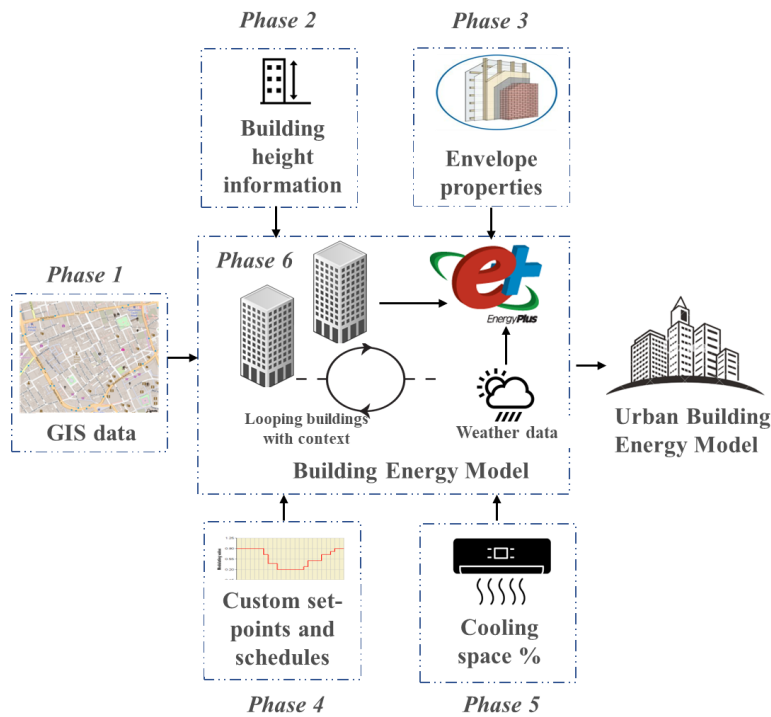 Phase 2
Phase 3
Building
height
information
Envelope
properties
Phase 1
GIS data
Phase 6
e+
EnergyPlus
Looping buildings
with context
Weather data
Building Energy Model
Urban Building
Energy Model
Custom set-
points and
schedules
Cooling
space %
Phase 4
Phase 5